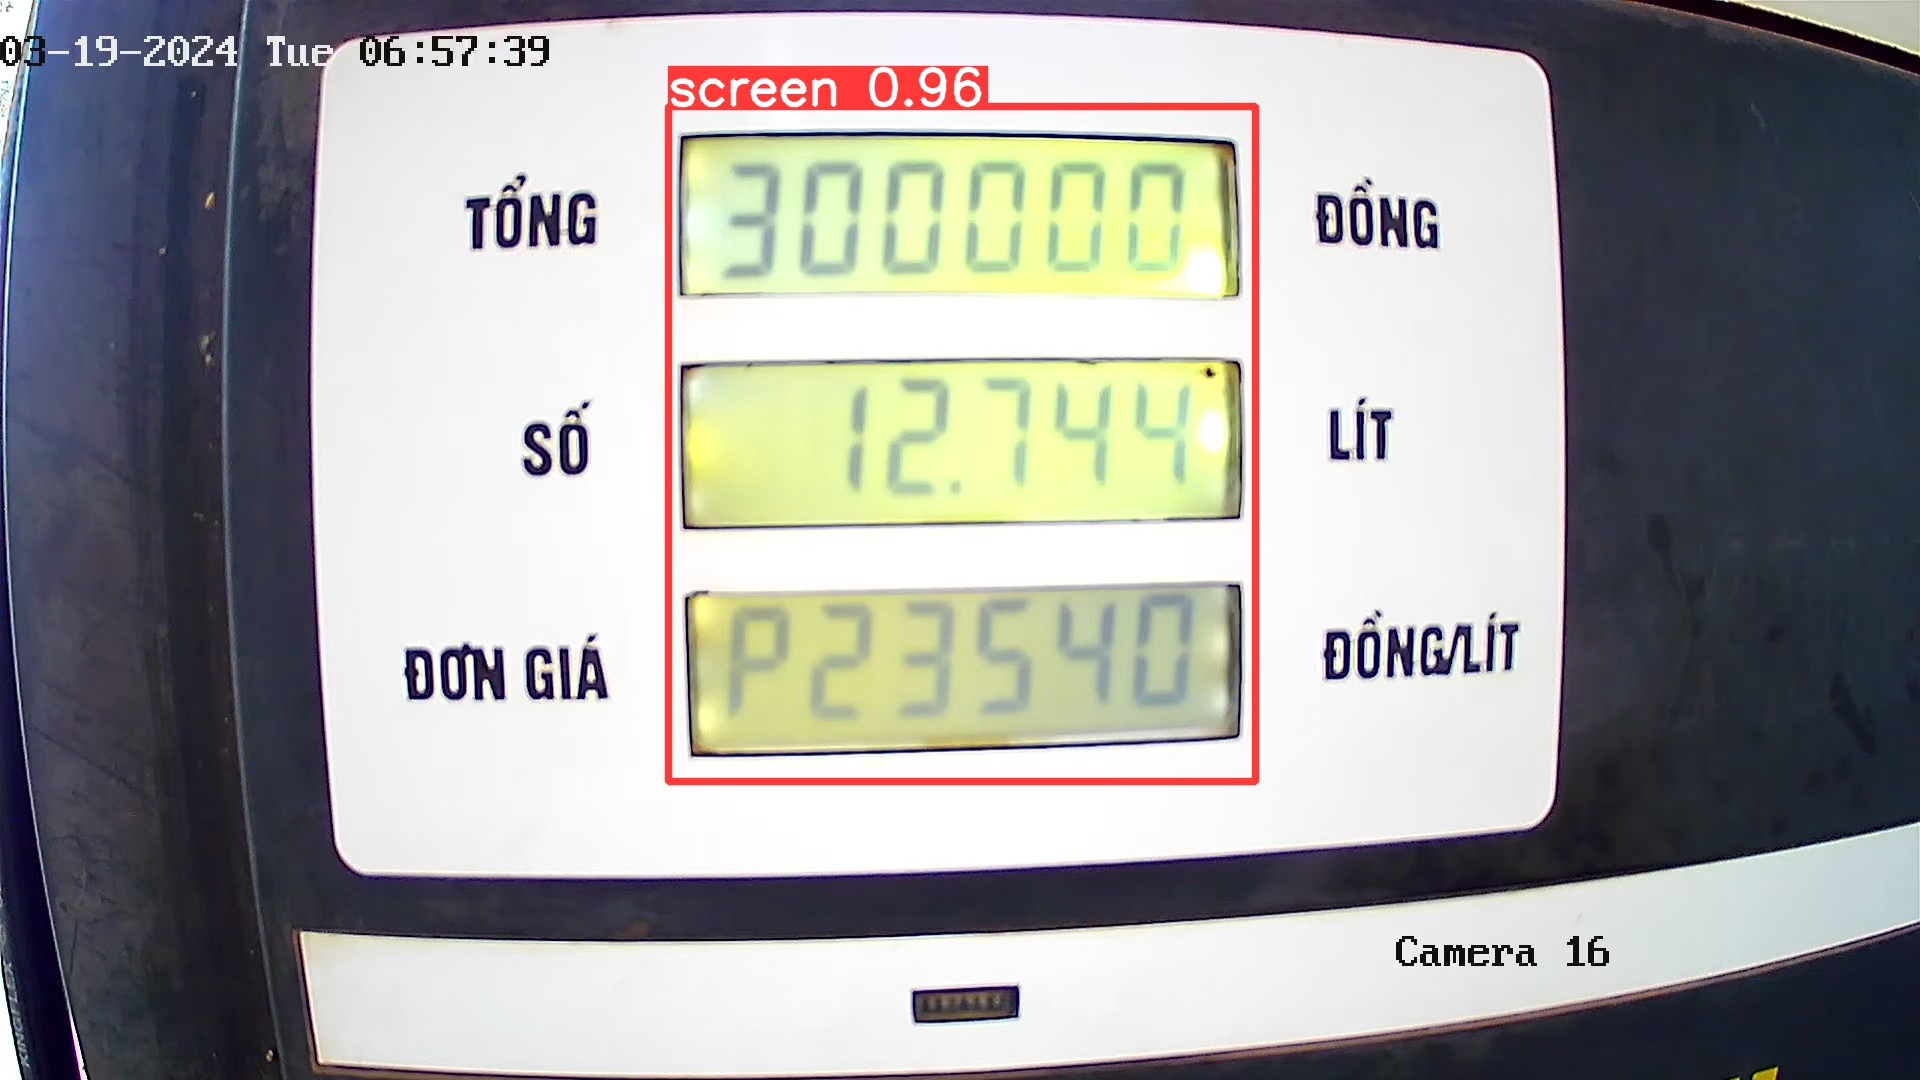 03-19-2024 Tue 06:57:39
screen 0.96
TỔNG 300000 ĐỒNG
SỐ 12.744 LÍT
ĐƠN GIÁ P23540 ĐỒNG/LÍT
Camera 16
KINGFLEX